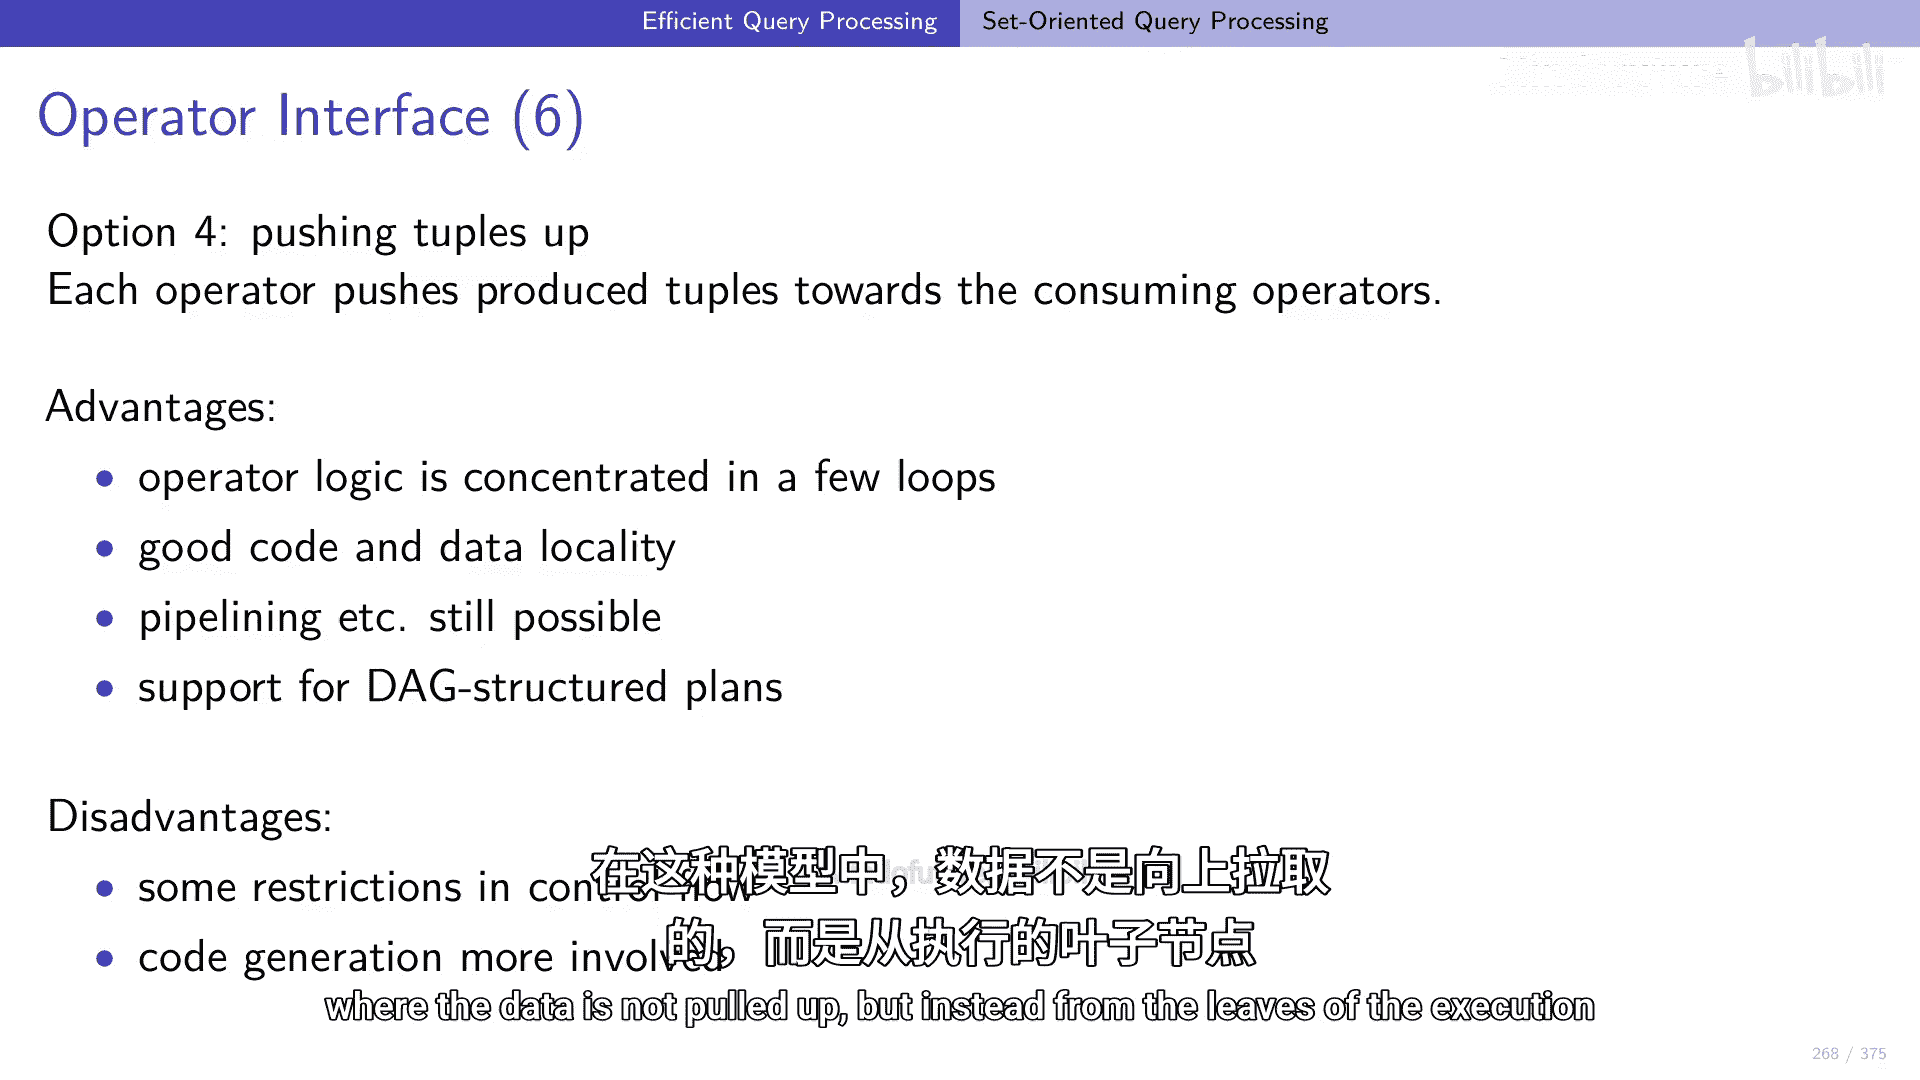 Efficient Query Processing
Set-Oriented Query Processing
bilibili
Operator Interface (6)
Option 4: pushing tuples up
Each operator pushes produced tuples towards the consuming operators.
Advantages:
• operator logic is concentrated in a few loops
• good code and data locality
• pipelining etc. still possible
• support for DAG-structured plans
Disadvantages:
• some restrictions in control flow
• code generation more involved
在这种模型中，数据不是向上拉取
的，而是从执行的叶子节点
where the data is not pulled up, but instead from the leaves of the execution
268 / 375